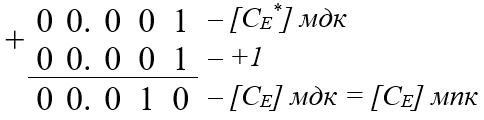 0 0. 0 0 1 – [C_E*] мдк
+
0 0. 0 0 1 – +1
0 0. 0 1 0 – [C_E] мдк = [C_E] мпк